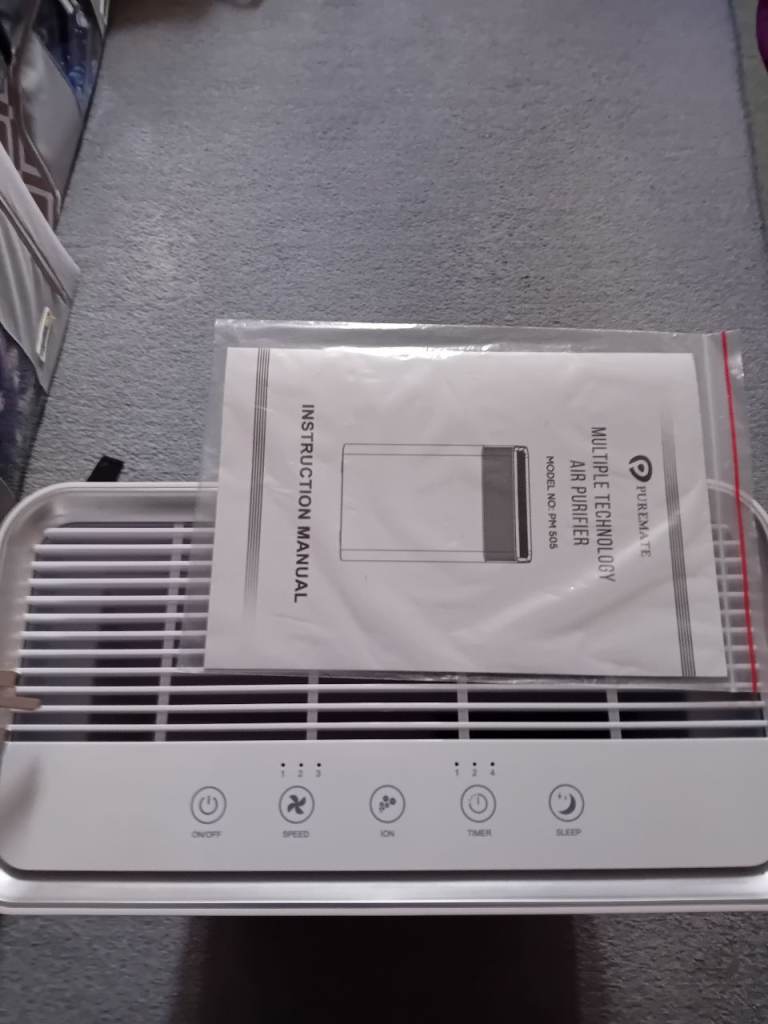 PUREMATE
MULTIPLE TECHNOLOGY
AIR PURIFIER
MODEL NO: PM 505
INSTRUCTION MANUAL
1 2 3
1 2 4
ON/OFF
SPEED
ION
TIMER
SLEEP